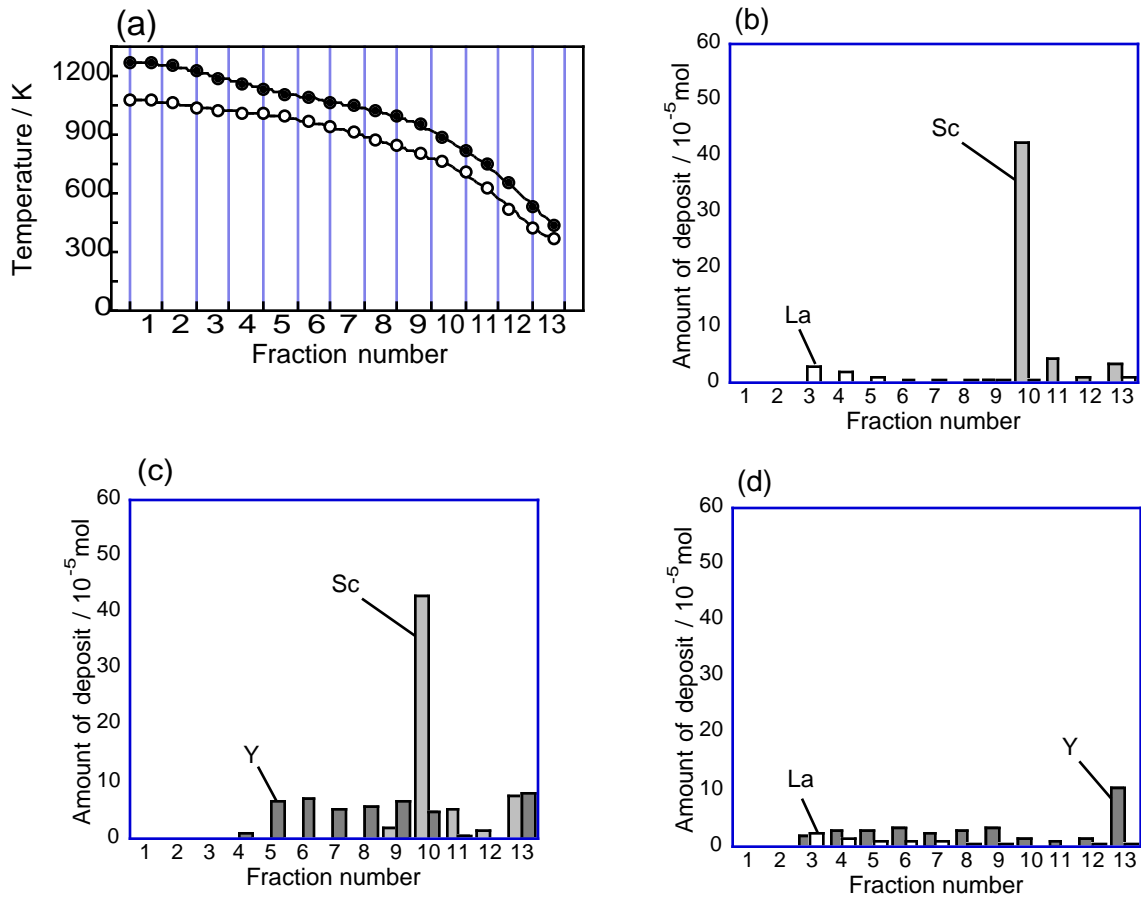 (a)
Temperature / K
1200
900
600
300
0
1 2 3 4 5 6 7 8 9 10 11 12 13
Fraction number
(b)
Amount of deposit / 10⁻⁵mol
60
50
40
30
20
10
0
Sc
La
1 2 3 4 5 6 7 8 9 10 11 12 13
Fraction number
(c)
Amount of deposit / 10⁻⁵mol
60
50
40
30
20
10
0
Sc
Y
1 2 3 4 5 6 7 8 9 10 11 12 13
Fraction number
(d)
Amount of deposit / 10⁻⁵mol
60
50
40
30
20
10
0
Y
La
1 2 3 4 5 6 7 8 9 10 11 12 13
Fraction number